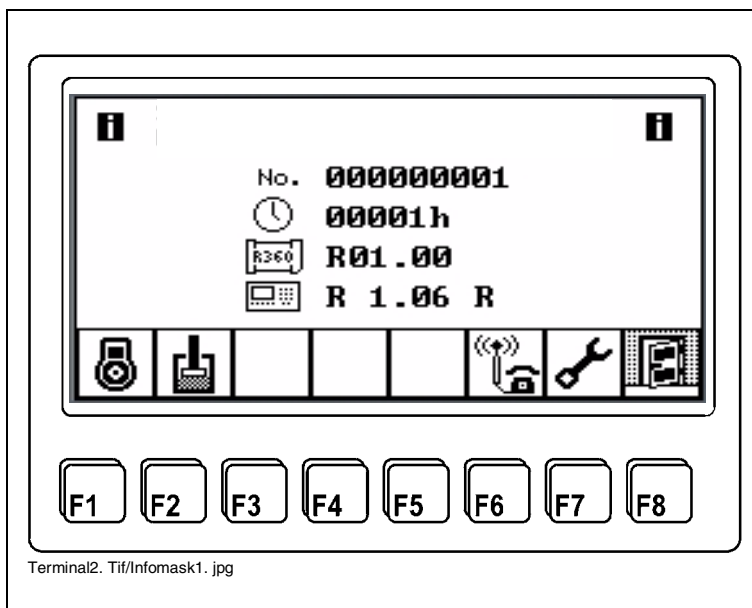 i i
No. 000000001
00001h
R360 R01.00
R 1.06 R
F1 F2 F3 F4 F5 F6 F7 F8
Terminal2. Tif/Infomask1. jpg